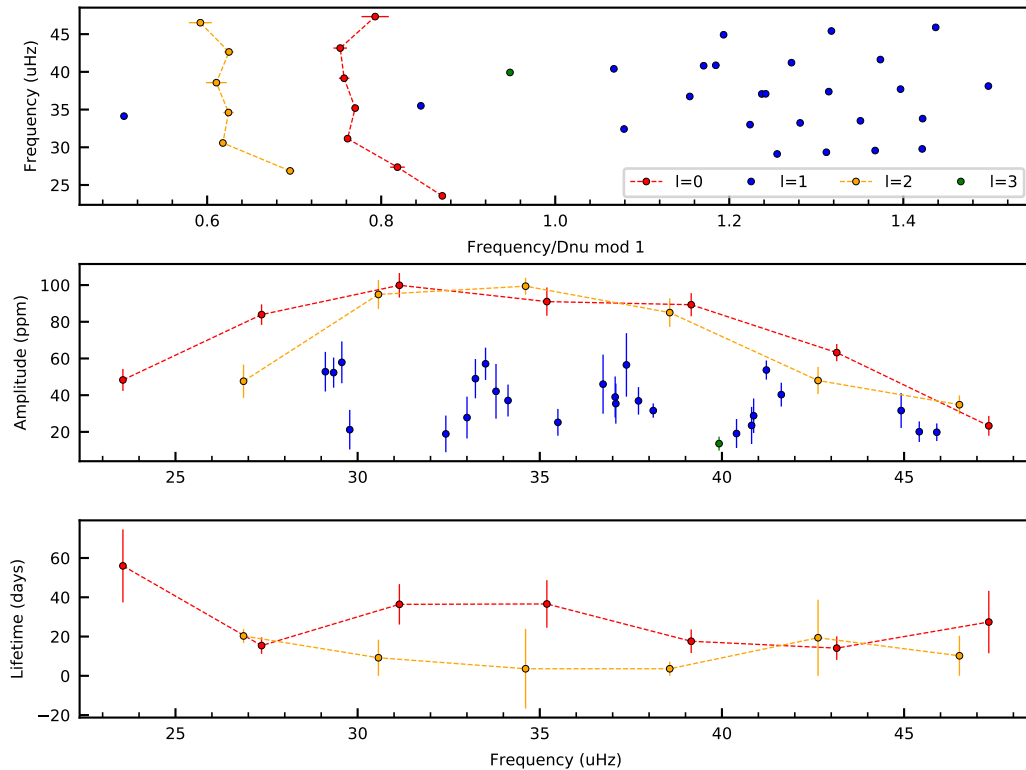 Frequency (uHz)
45
40
35
30
25
l=0 l=1 l=2 l=3
0.6 0.8 1.0 1.2 1.4
Frequency/Dnu mod 1
Amplitude (ppm)
100
80
60
40
20
25 30 35 40 45
Lifetime (days)
60
40
20
0
−20
25 30 35 40 45
Frequency (uHz)